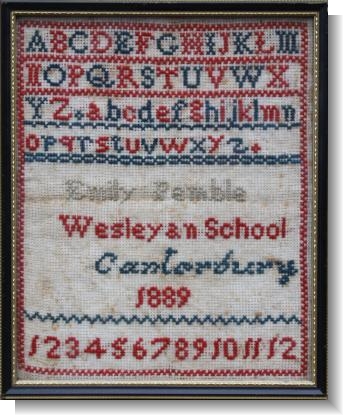 ABCDEFGHIJKLM
NOPQRSTUVWX
YZ+abcdefghijklmn
opqrstuvwxyz+
Emily Pemble
Wesleyan School
Canterbury
1889
123456789101112